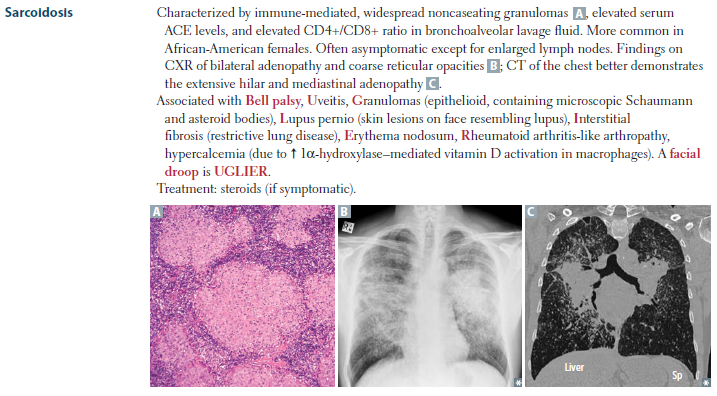 Sarcoidosis
Characterized by immune-mediated, widespread noncaseating granulomas A, elevated serum
ACE levels, and elevated CD4+/CD8+ ratio in bronchoalveolar lavage fluid. More common in
African-American females. Often asymptomatic except for enlarged lymph nodes. Findings on
CXR of bilateral adenopathy and coarse reticular opacities B; CT of the chest better demonstrates
the extensive hilar and mediastinal adenopathy C.
Associated with Bell palsy, Uveitis, Granulomas (epithelioid, containing microscopic Schaumann
and asteroid bodies), Lupus pernio (skin lesions on face resembling lupus), Interstitial
fibrosis (restrictive lung disease), Erythema nodosum, Rheumatoid arthritis-like arthropathy,
hypercalcemia (due to ↑ 1α-hydroxylase–mediated vitamin D activation in macrophages). A facial
droop is UGLIER.
Treatment: steroids (if symptomatic).
A
B
C
Liver
Sp